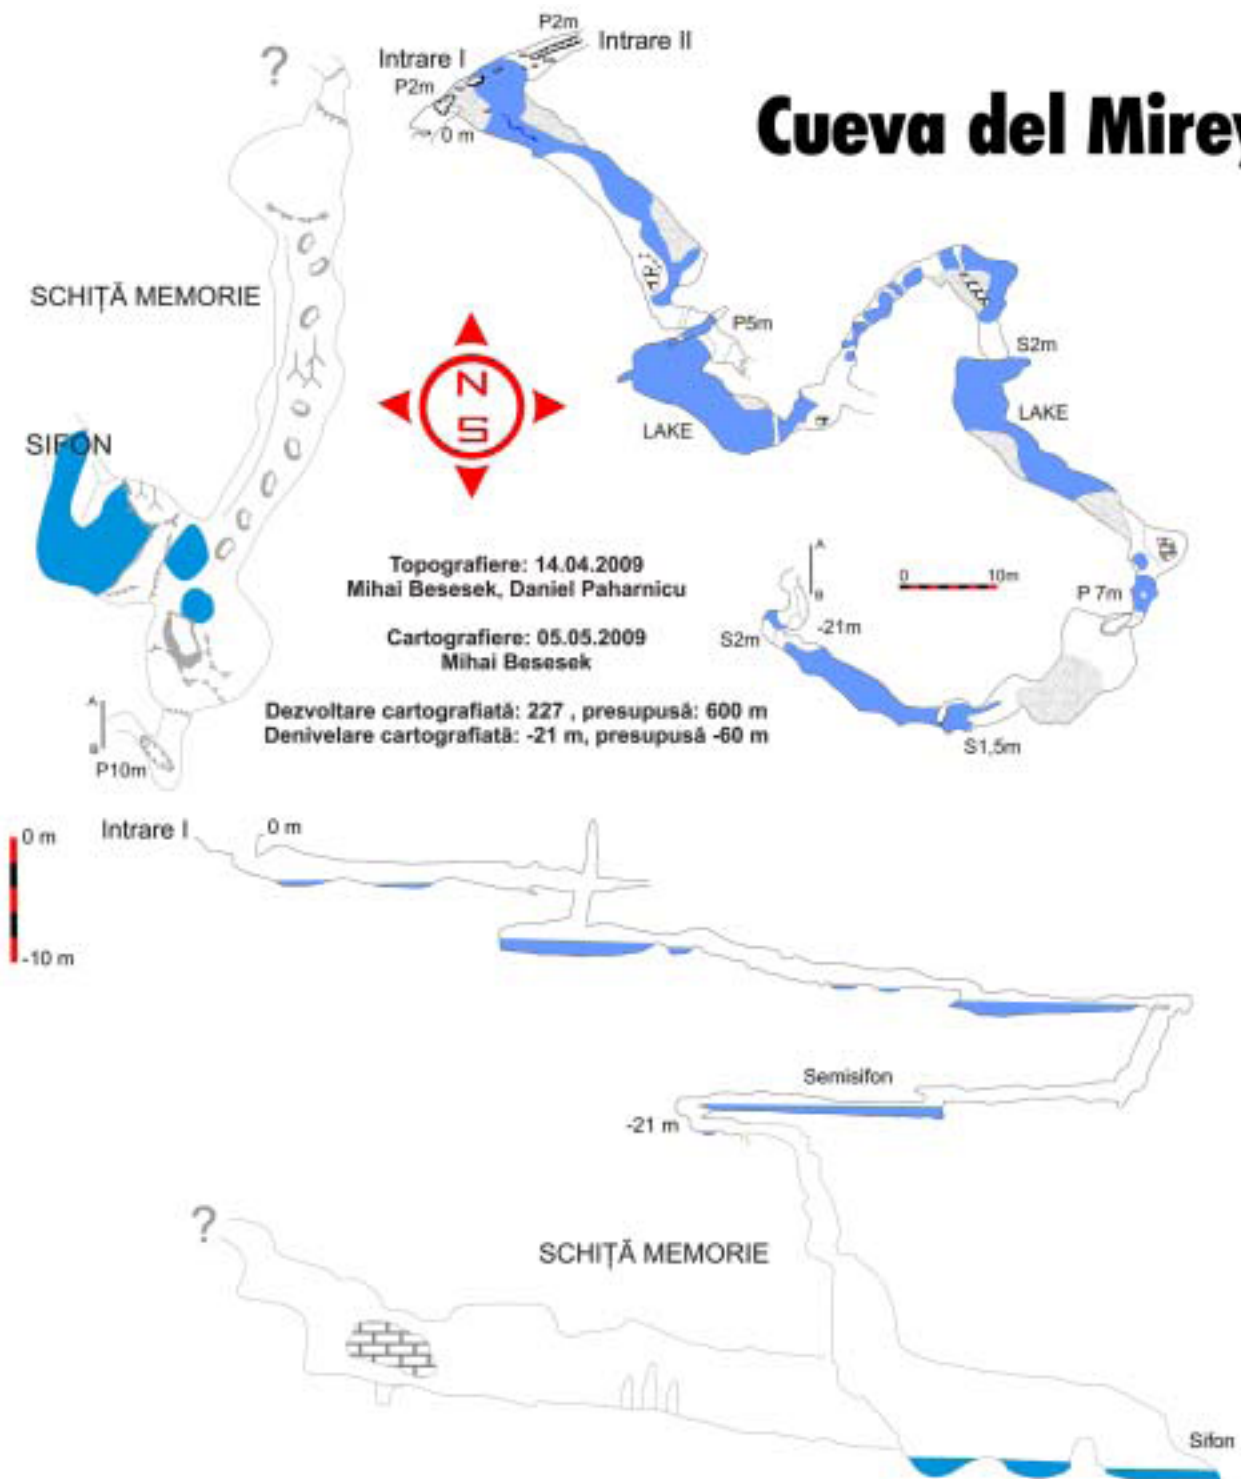 P2m
Intrare II
Intrare I
P2m
0 m
?
Cueva del Mirey
SCHIȚĂ MEMORIE
P5m
S2m
N
S
LAKE
LAKE
SIFON
Topografiere: 14.04.2009
Mihai Besesek, Daniel Paharnicu
0 10m
A
B
P 7m
-21m
S2m
Cartografiere: 05.05.2009
Mihai Besesek
Dezvoltare cartografiată: 227 , presupusă: 600 m
Denivelare cartografiată: -21 m, presupusă -60 m
S1,5m
A
B
P10m
Intrare I
0 m
0 m
-10 m
Semisifon
-21 m
?
SCHIȚĂ MEMORIE
Sifon